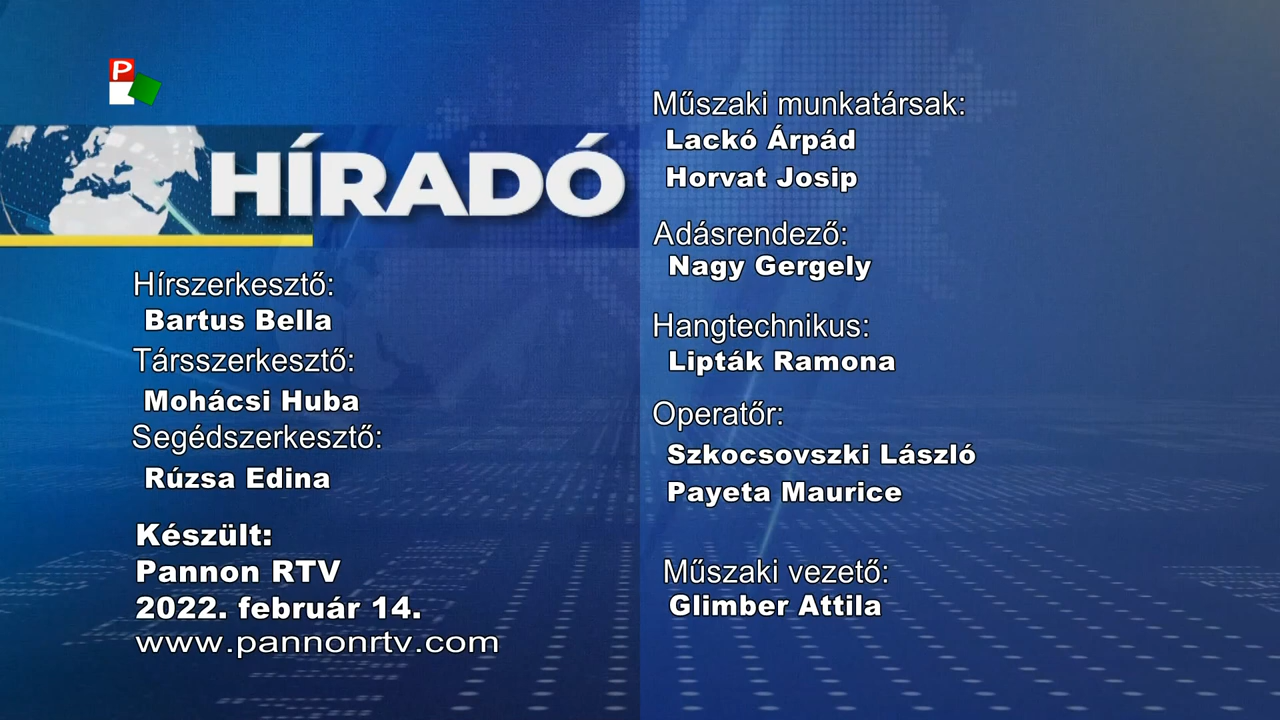 P
HÍRADÓ
Hírszerkesztő:
Bartus Bella
Társszerkesztő:
Mohácsi Huba
Segédszerkesztő:
Rúzsa Edina
Készült:
Pannon RTV
2022. február 14.
www.pannonrtv.com
Műszaki munkatársak:
Lackó Árpád
Horvat Josip
Adásrendező:
Nagy Gergely
Hangtechnikus:
Lipták Ramona
Operatőr:
Szkocsovszki László
Payeta Maurice
Műszaki vezető:
Glimber Attila